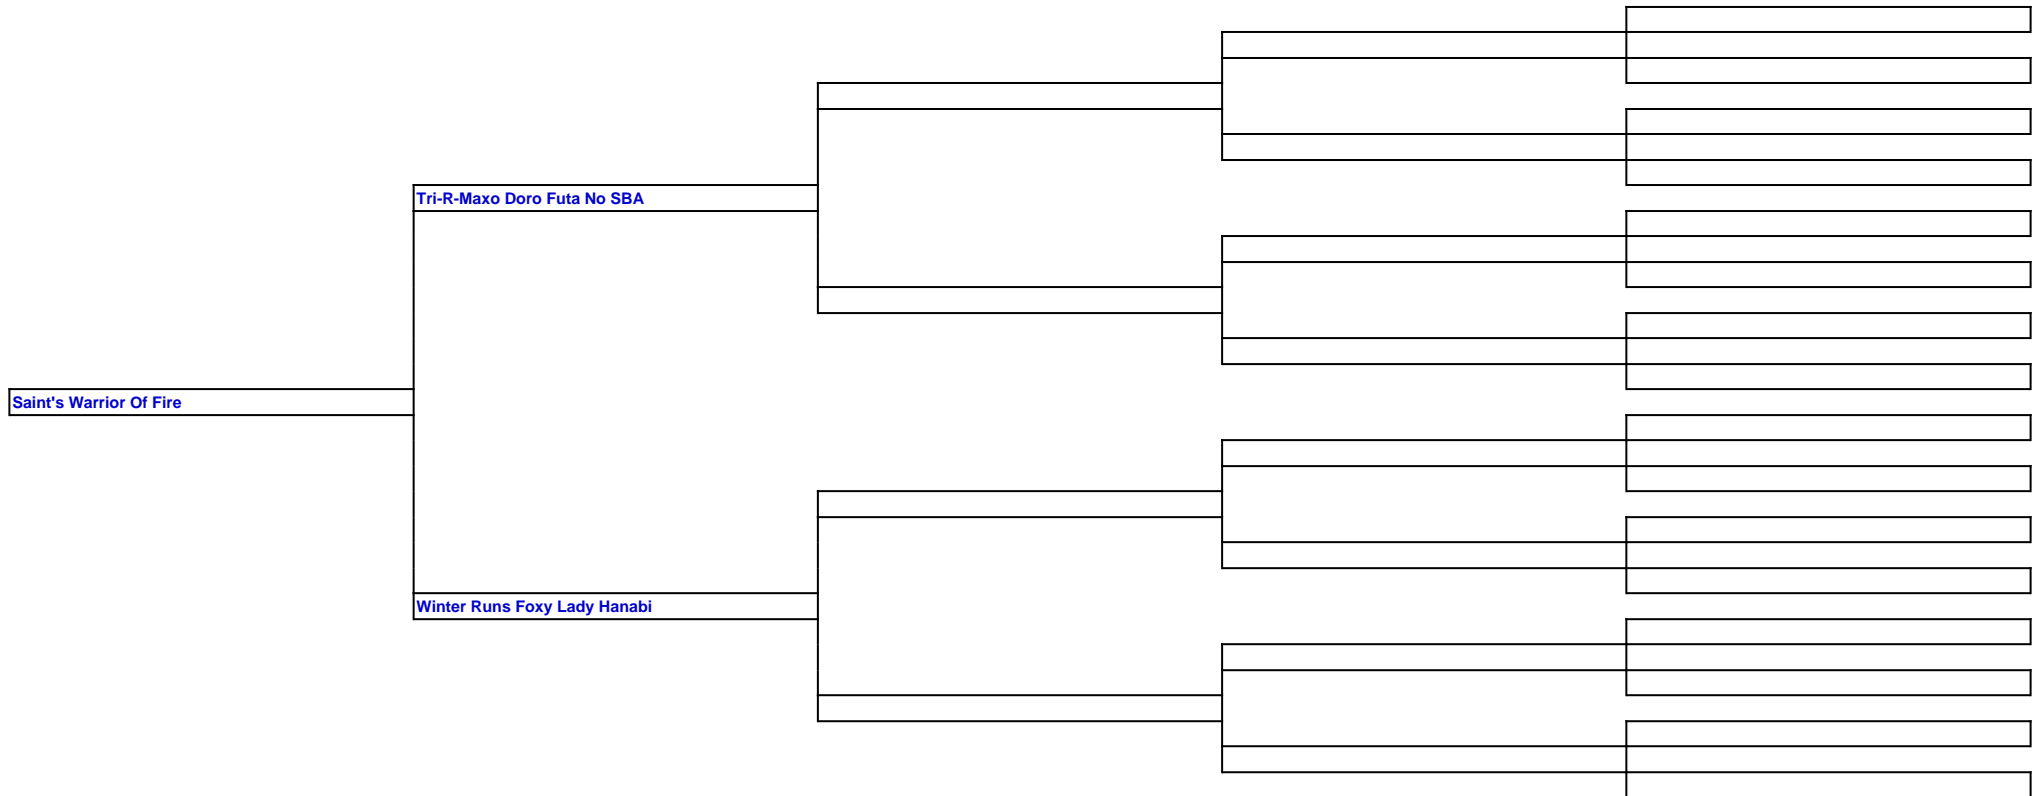 Tri-R-Maxo Doro Futa No SBA
Saint's Warrior Of Fire
Winter Runs Foxy Lady Hanabi